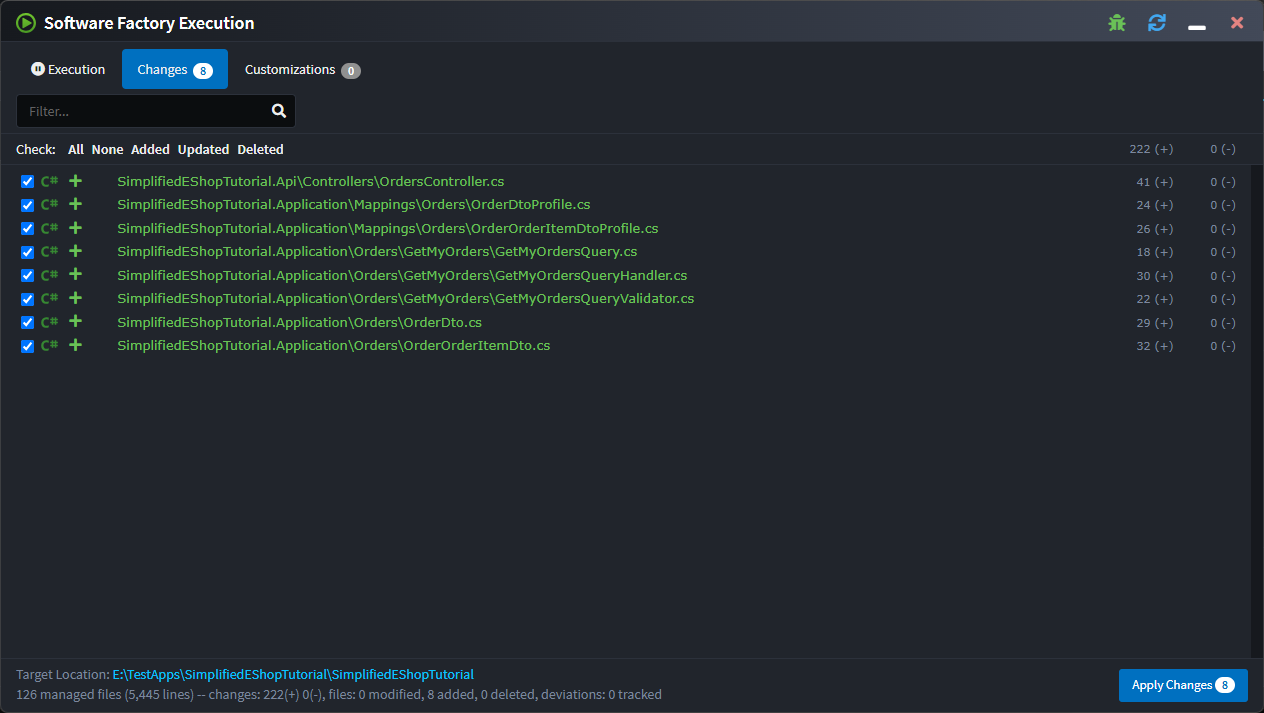 Software Factory Execution
Execution Changes 8 Customizations 0
Filter...
Check: All None Added Updated Deleted 222 (+) 0 (-)
C# + SimplifiedEShopTutorial.Api\Controllers\OrdersController.cs 41 (+) 0 (-)
C# + SimplifiedEShopTutorial.Application\Mappings\Orders\OrderDtoProfile.cs 24 (+) 0 (-)
C# + SimplifiedEShopTutorial.Application\Mappings\Orders\OrderOrderItemDtoProfile.cs 26 (+) 0 (-)
C# + SimplifiedEShopTutorial.Application\Orders\GetMyOrders\GetMyOrdersQuery.cs 18 (+) 0 (-)
C# + SimplifiedEShopTutorial.Application\Orders\GetMyOrders\GetMyOrdersQueryHandler.cs 30 (+) 0 (-)
C# + SimplifiedEShopTutorial.Application\Orders\GetMyOrders\GetMyOrdersQueryValidator.cs 22 (+) 0 (-)
C# + SimplifiedEShopTutorial.Application\Orders\OrderDto.cs 29 (+) 0 (-)
C# + SimplifiedEShopTutorial.Application\Orders\OrderOrderItemDto.cs 32 (+) 0 (-)
Target Location: E:\TestApps\SimplifiedEShopTutorial\SimplifiedEShopTutorial
126 managed files (5,445 lines) -- changes: 222(+) 0(-), files: 0 modified, 8 added, 0 deleted, deviations: 0 tracked
Apply Changes 8